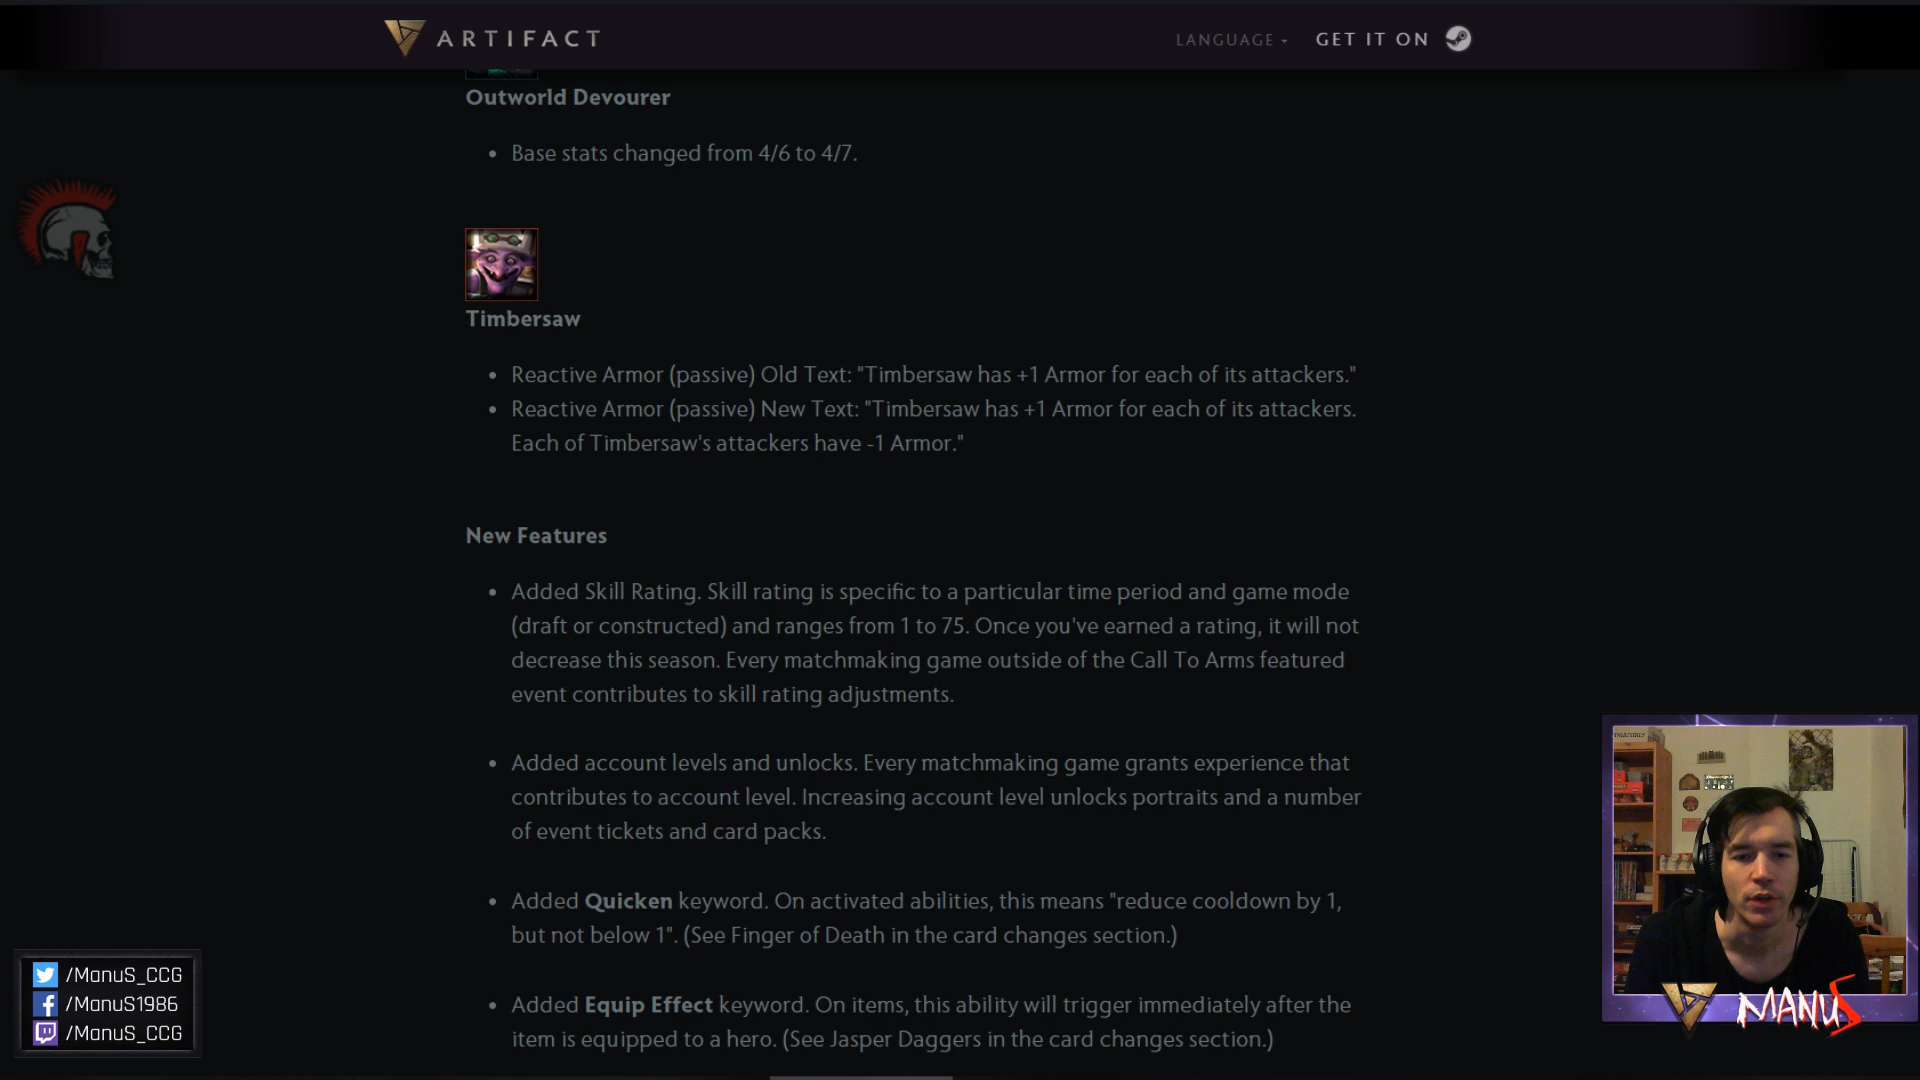 ARTIFACT
LANGUAGE
GET IT ON
Outworld Devourer
• Base stats changed from 4/6 to 4/7.
Timbersaw
• Reactive Armor (passive) Old Text: "Timbersaw has +1 Armor for each of its attackers."
• Reactive Armor (passive) New Text: "Timbersaw has +1 Armor for each of its attackers.
Each of Timbersaw's attackers have -1 Armor."
New Features
• Added Skill Rating. Skill rating is specific to a particular time period and game mode
(draft or constructed) and ranges from 1 to 75. Once you've earned a rating, it will not
decrease this season. Every matchmaking game outside of the Call To Arms featured
event contributes to skill rating adjustments.
• Added account levels and unlocks. Every matchmaking game grants experience that
contributes to account level. Increasing account level unlocks portraits and a number
of event tickets and card packs.
• Added Quicken keyword. On activated abilities, this means "reduce cooldown by 1,
but not below 1". (See Finger of Death in the card changes section.)
• Added Equip Effect keyword. On items, this ability will trigger immediately after the
item is equipped to a hero. (See Jasper Daggers in the card changes section.)
/ManuS_CCG
/ManuS1986
/ManuS_CCG
MANUS